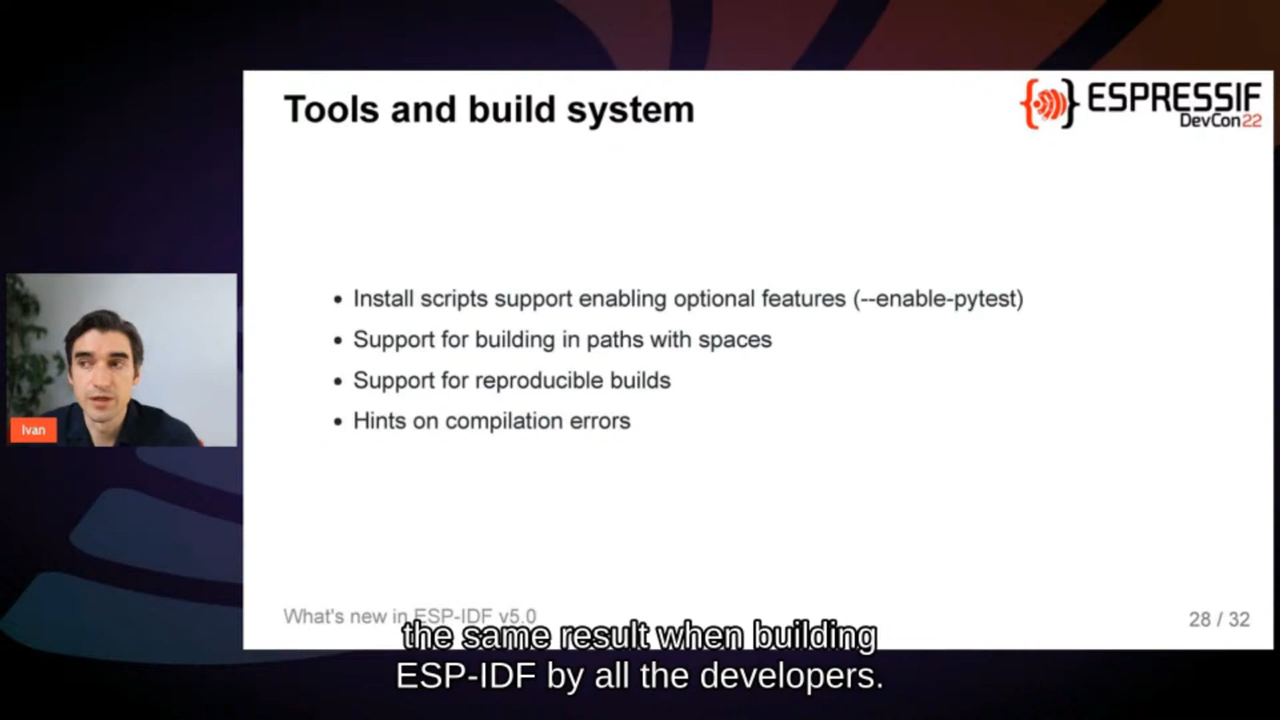 Tools and build system
ESPRESSIF
DevCon22
• Install scripts support enabling optional features (--enable-pytest)
• Support for building in paths with spaces
• Support for reproducible builds
• Hints on compilation errors
Ivan
What's new in ESP-IDF v5.0
28 / 32
the same result when building
ESP-IDF by all the developers.